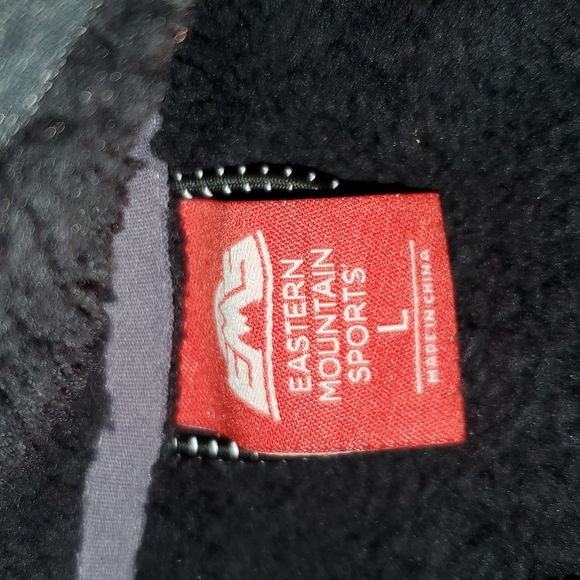 EMS
EASTERN
MOUNTAIN
SPORTS
L
MADE IN CHINA